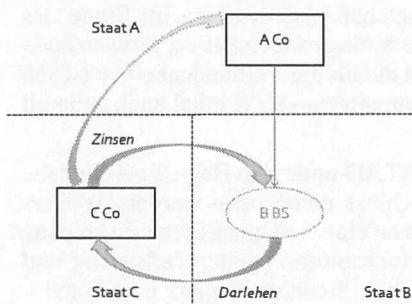 Staat A
A Co
Zinsen
C Co
B BS
Staat C
Darlehen
Staat B